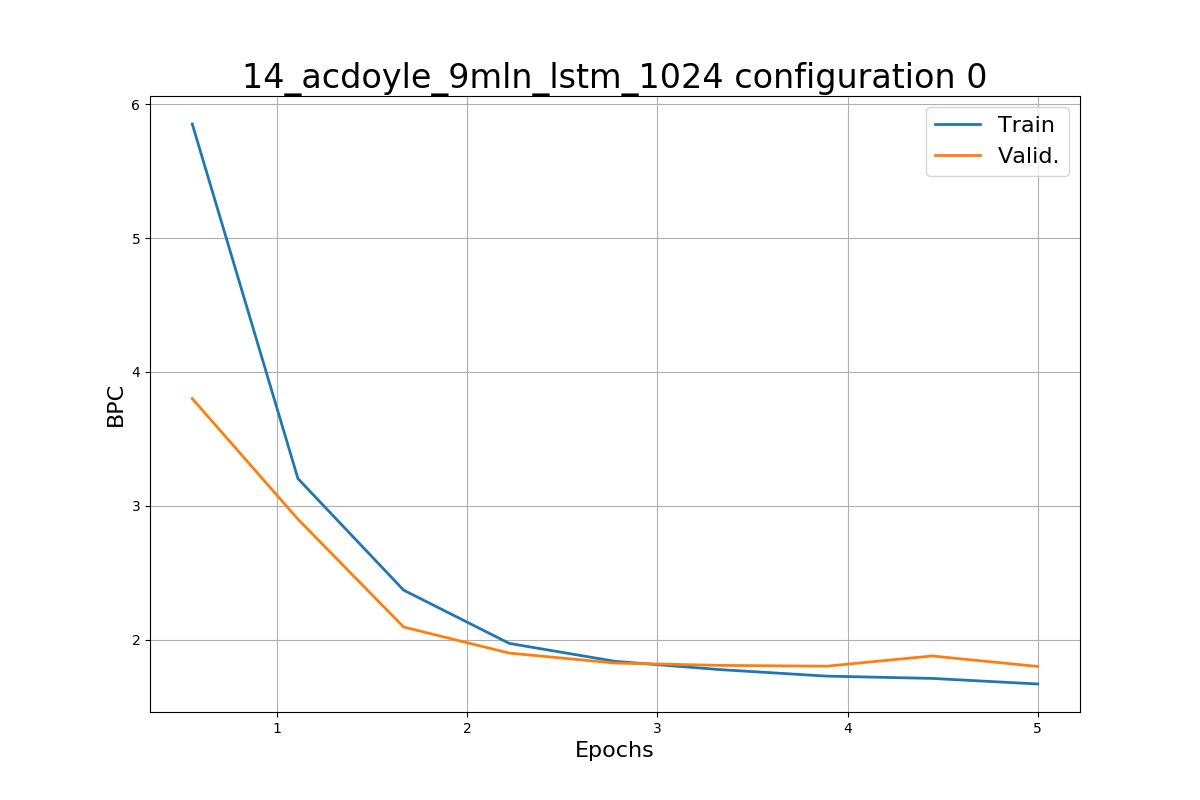 14_acdoyle_9mln_lstm_1024 configuration 0
6
5
4
3
2
BPC
Train
Valid.
1 2 3 4 5
Epochs